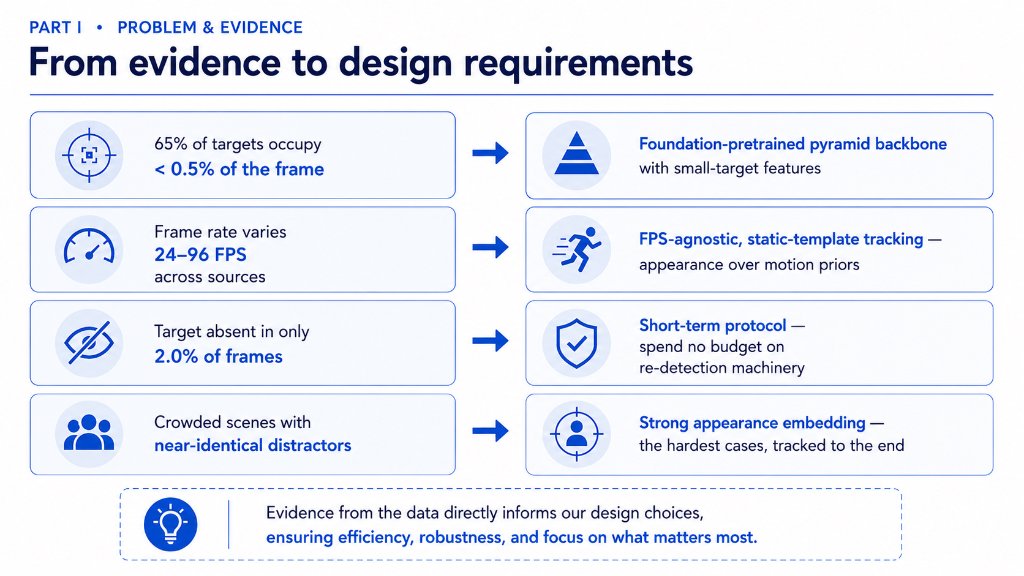 PART I • PROBLEM & EVIDENCE
From evidence to design requirements
65% of targets occupy
< 0.5% of the frame
Foundation-pretrained pyramid backbone
with small-target features
Frame rate varies
24–96 FPS
across sources
FPS-agnostic, static-template tracking —
appearance over motion priors
Target absent in only
2.0% of frames
Short-term protocol —
spend no budget on
re-detection machinery
Crowded scenes with
near-identical distractors
Strong appearance embedding —
the hardest cases, tracked to the end
Evidence from the data directly informs our design choices,
ensuring efficiency, robustness, and focus on what matters most.